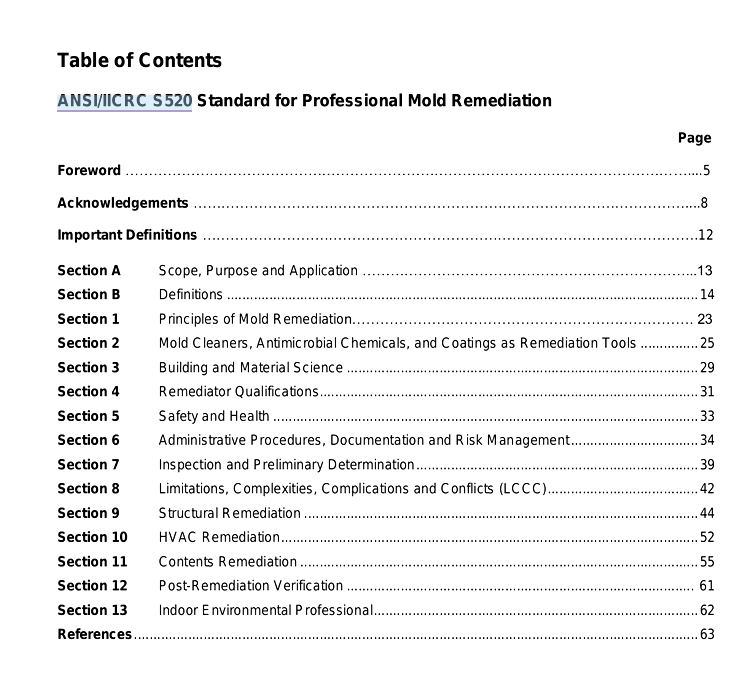 Table of Contents
ANSI/IICRC S520 Standard for Professional Mold Remediation
Page
Foreword ........................................................................................................5
Acknowledgements ........................................................................................8
Important Definitions .....................................................................................12
Section A Scope, Purpose and Application ....................................................13
Section B Definitions ....................................................................................14
Section 1 Principles of Mold Remediation..................................................... 23
Section 2 Mold Cleaners, Antimicrobial Chemicals, and Coatings as Remediation Tools ..............25
Section 3 Building and Material Science ........................................................29
Section 4 Remediator Qualifications..............................................................31
Section 5 Safety and Health ..........................................................................33
Section 6 Administrative Procedures, Documentation and Risk Management...............................34
Section 7 Inspection and Preliminary Determination.......................................39
Section 8 Limitations, Complexities, Complications and Conflicts (LCCC)....................................42
Section 9 Structural Remediation ..................................................................44
Section 10 HVAC Remediation......................................................................52
Section 11 Contents Remediation ..................................................................55
Section 12 Post-Remediation Verification ...................................................... 61
Section 13 Indoor Environmental Professional................................................62
References......................................................................................................63